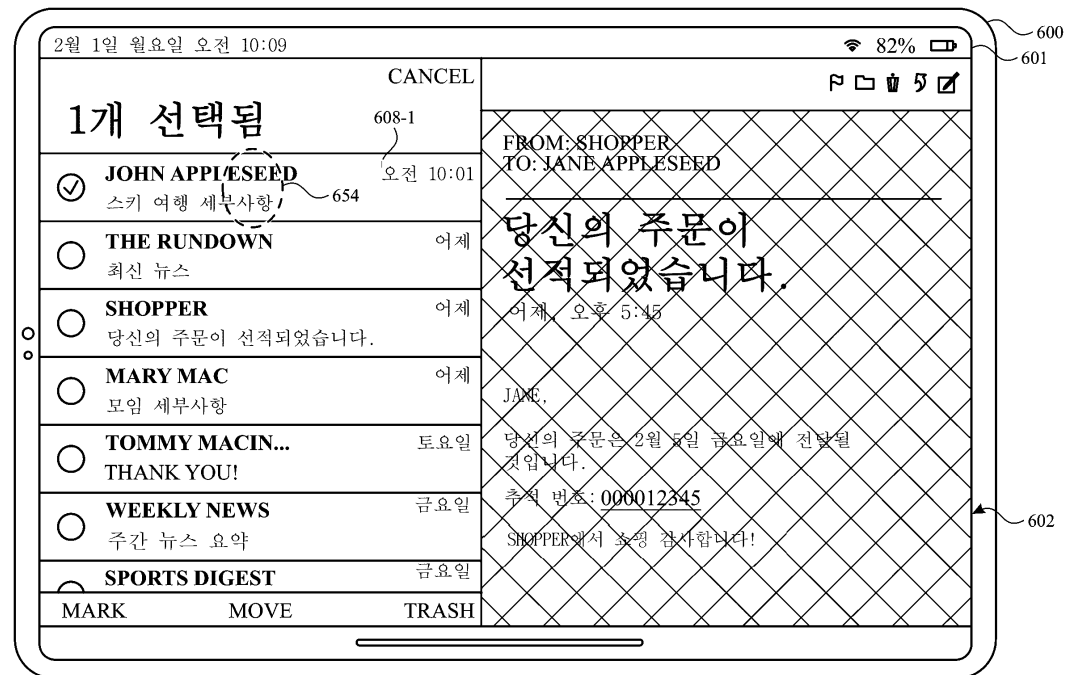 2월 1일 월요일 오전 10:09
82%
600
601
CANCEL
1개 선택됨
608-1
JOHN APPLESEED
오전 10:01
스키 여행 세부사항
654
THE RUNDOWN
어제
최신 뉴스
SHOPPER
어제
당신의 주문이 선적되었습니다.
MARY MAC
어제
모임 세부사항
TOMMY MACIN...
토요일
THANK YOU!
WEEKLY NEWS
금요일
주간 뉴스 요약
SPORTS DIGEST
금요일
MARK
MOVE
TRASH
FROM: SHOPPER
TO: JANE APPLESEED
당신의 주문이
선적되었습니다.
어제, 오후 5:45
JANE,
당신의 주문은 2월 5일 금요일에 전달될
것입니다.
추적 번호: 000012345
SHOPPER에서 쇼핑 감사합니다!
602